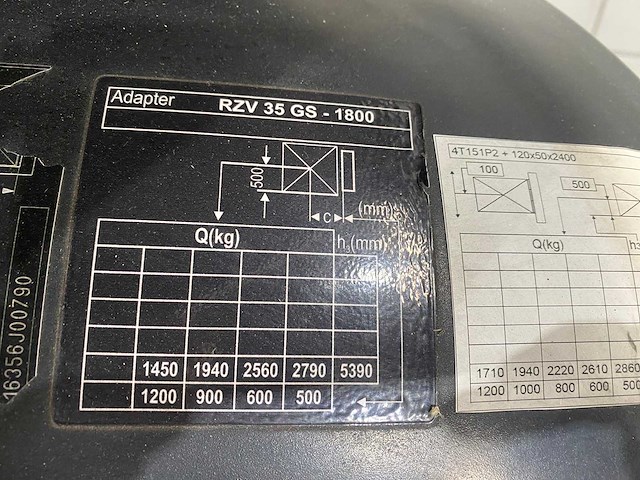 Adapter RZV 35 GS - 1800
500
C
(mm)
Q(kg) h3(mm)
1450 1940 2560 2790 5390
1200 900 600 500
16356J00790
4T151P2 + 120x50x2400
100 500
Q(kg)
1710 1940 2220 2610 2860
1200 1000 800 600 500